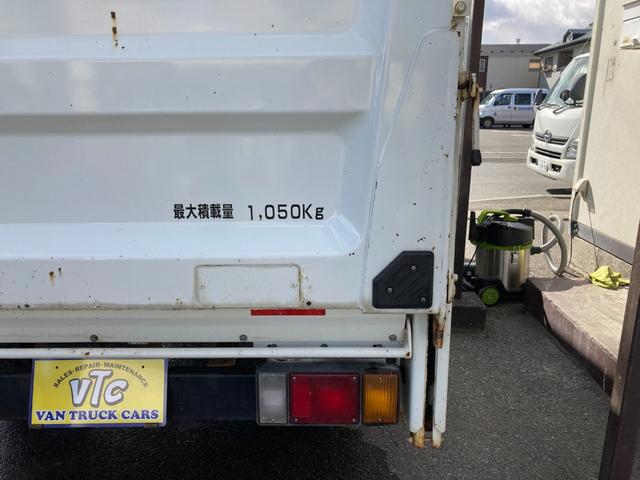 最大積載量 1,050Kg
SALES・REPAIR・MAINTENANCE
VTC
VAN TRUCK CARS